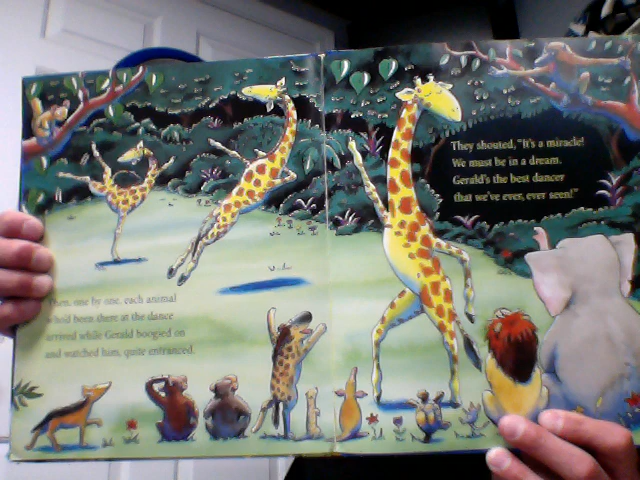 Then, one by one, each animal
who'd been there at the dance
arrived while Gerald boogied on
and watched him, quite entranced.
They shouted, "It's a miracle!
We must be in a dream.
Gerald's the best dancer
that we've ever, ever seen!"